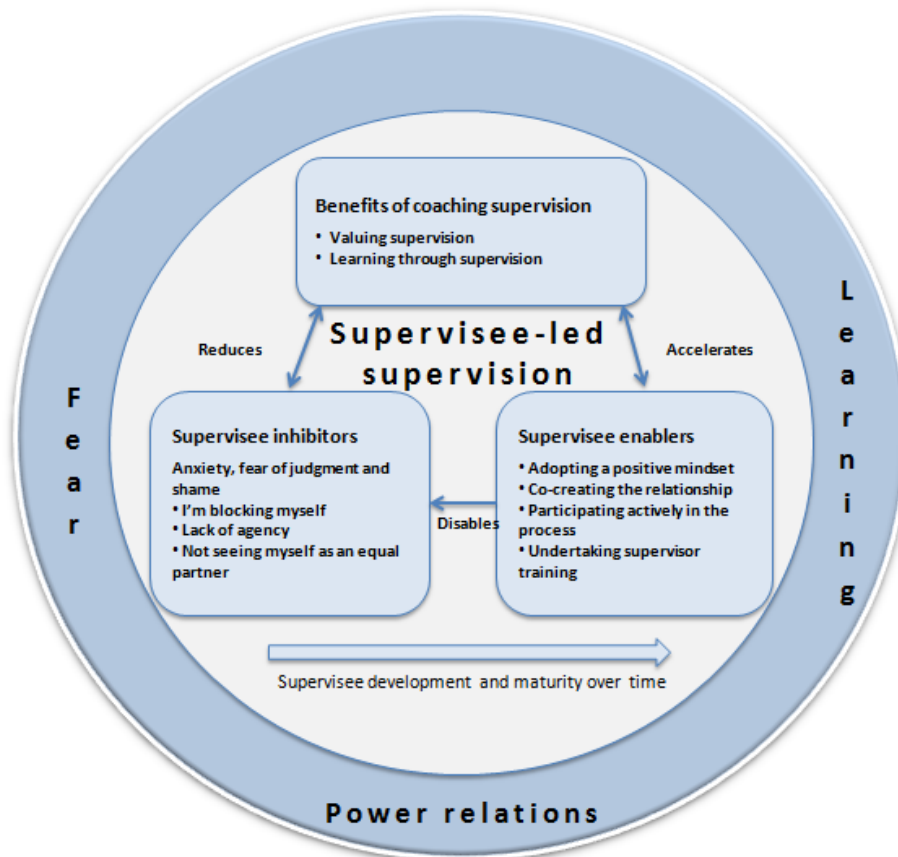 Benefits of coaching supervision
• Valuing supervision
• Learning through supervision
Supervisee-led
supervision
Reduces
Accelerates
Fear
Learning
Supervisee inhibitors
Anxiety, fear of judgment and
shame
• I'm blocking myself
• Lack of agency
• Not seeing myself as an equal
partner
Disables
Supervisee enablers
• Adopting a positive mindset
• Co-creating the relationship
• Participating actively in the
process
• Undertaking supervisor
training
Supervisee development and maturity over time
Power relations